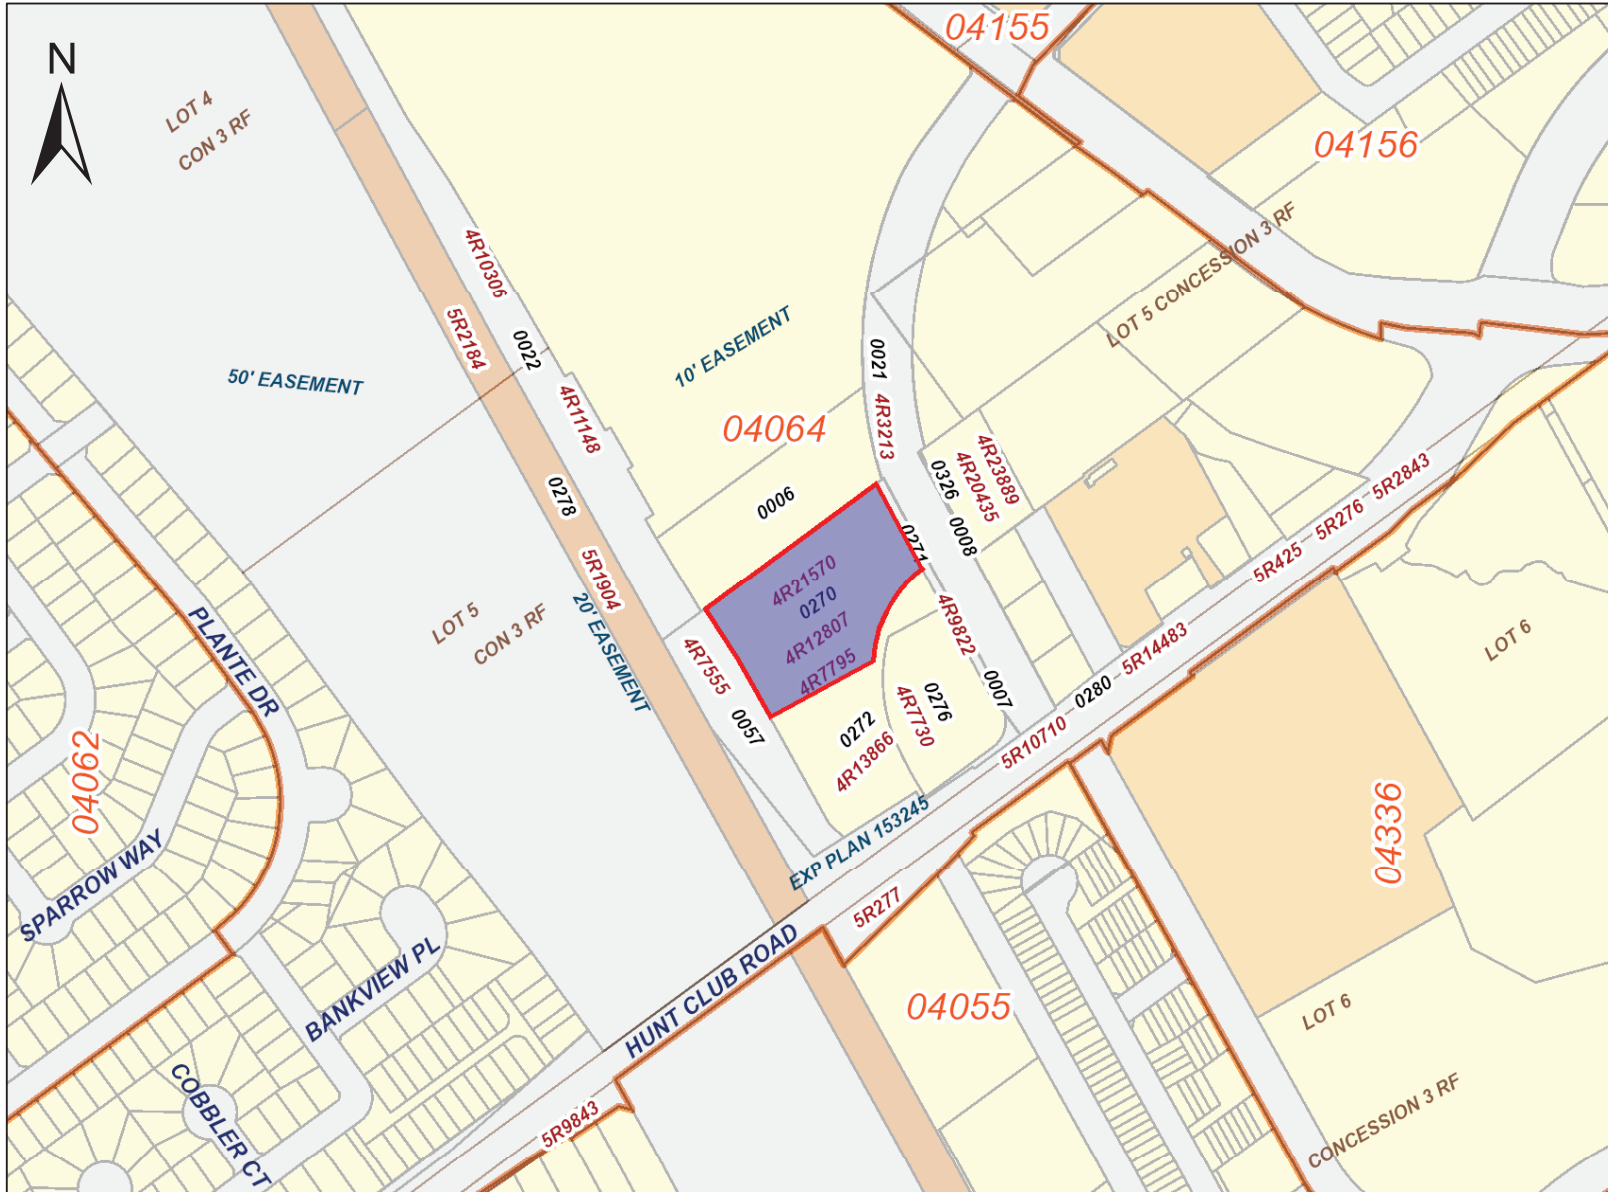 N
04155
LOT 4
CON 3 RF
04156
LOT 5 CONCESSION 3 RF
4R10306
5R2184
0022
10' EASEMENT
50' EASEMENT
0021
4R3213
4R11148
04064
4R23889
4R20435
0326
0008
5R2843
5R276
5R425
0278
0006
0271
5R1904
20' EASEMENT
4R21570
0270
4R12807
4R7795
4R9822
5R14483
LOT 5
CON 3 RF
LOT 6
PLANTE DR
4R7555
0057
0007
0280
0276
4R7730
0272
4R13866
5R10710
04062
EXP PLAN 153245
04336
SPARROW WAY
5R277
HUNT CLUB ROAD
BANKVIEW PL
04055
LOT 6
COBBLER CT
5R9843
CONCESSION 3 RF